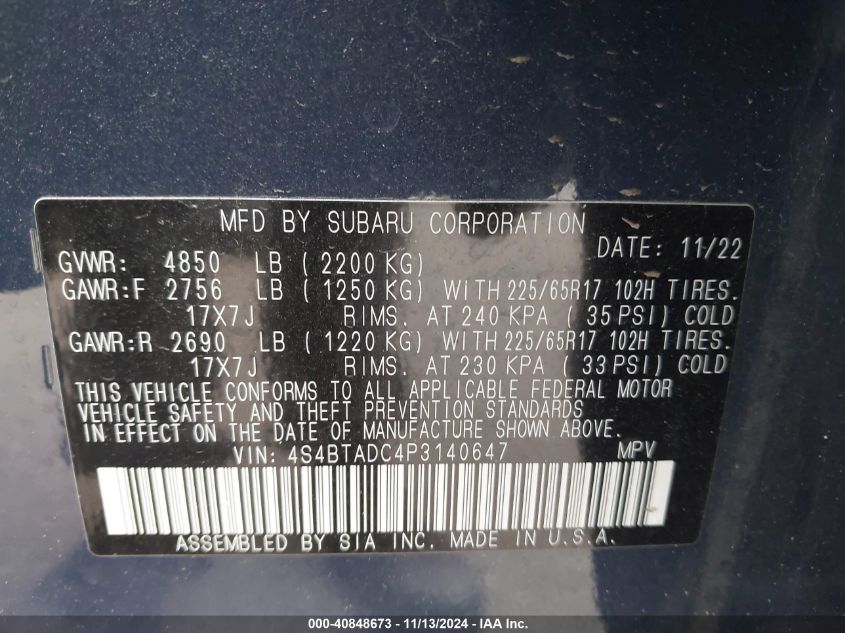 MFD BY SUBARU CORPORATION
DATE: 11/22
GVWR: 4850 LB ( 2200 KG)
GAWR:F 2756 LB ( 1250 KG) WITH 225/65R17 102H TIRES.
17X7J RIMS. AT 240 KPA ( 35 PSI) COLD
GAWR:R 2690 LB ( 1220 KG) WITH 225/65R17 102H TIRES.
17X7J RIMS. AT 230 KPA ( 33 PSI) COLD
THIS VEHICLE CONFORMS TO ALL APPLICABLE FEDERAL MOTOR
VEHICLE SAFETY AND THEFT PREVENTION STANDARDS
IN EFFECT ON THE DATE OF MANUFACTURE SHOWN ABOVE.
VIN: 4S4BTADC4P3140647 MPV
ASSEMBLED BY SIA INC. MADE IN U.S.A.
000-40848673 - 11/13/2024 - IAA Inc.